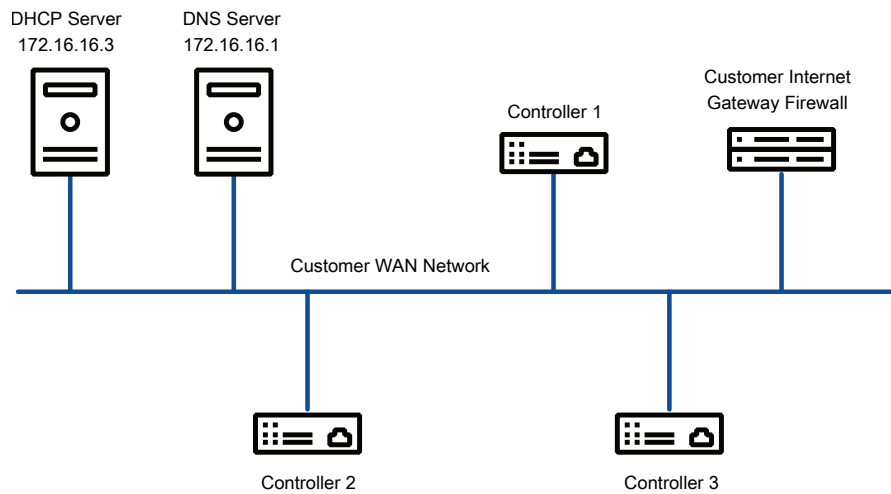 DHCP Server
172.16.16.3
DNS Server
172.16.16.1
Controller 1
Customer Internet
Gateway Firewall
Customer WAN Network
Controller 2
Controller 3